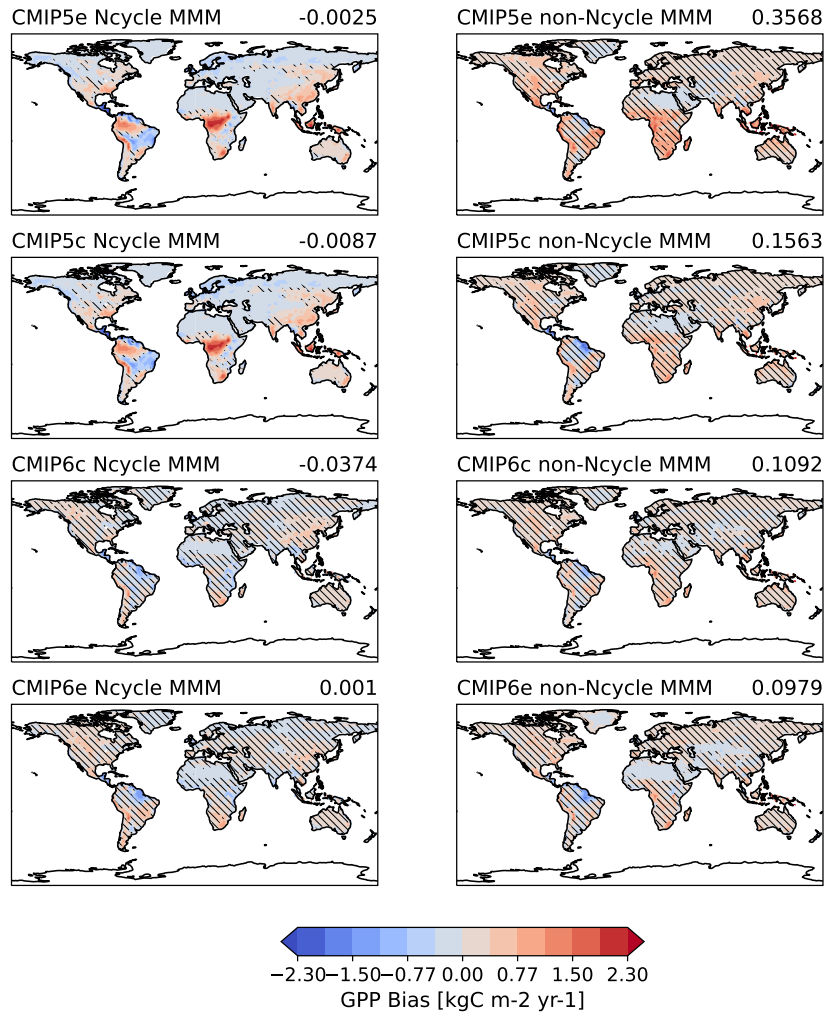 CMIP5e Ncycle MMM -0.0025 CMIP5e non-Ncycle MMM 0.3568
CMIP5c Ncycle MMM -0.0087 CMIP5c non-Ncycle MMM 0.1563
CMIP6c Ncycle MMM -0.0374 CMIP6c non-Ncycle MMM 0.1092
CMIP6e Ncycle MMM 0.001 CMIP6e non-Ncycle MMM 0.0979
−2.30 −1.50 −0.77 0.00 0.77 1.50 2.30
GPP Bias [kgC m-2 yr-1]